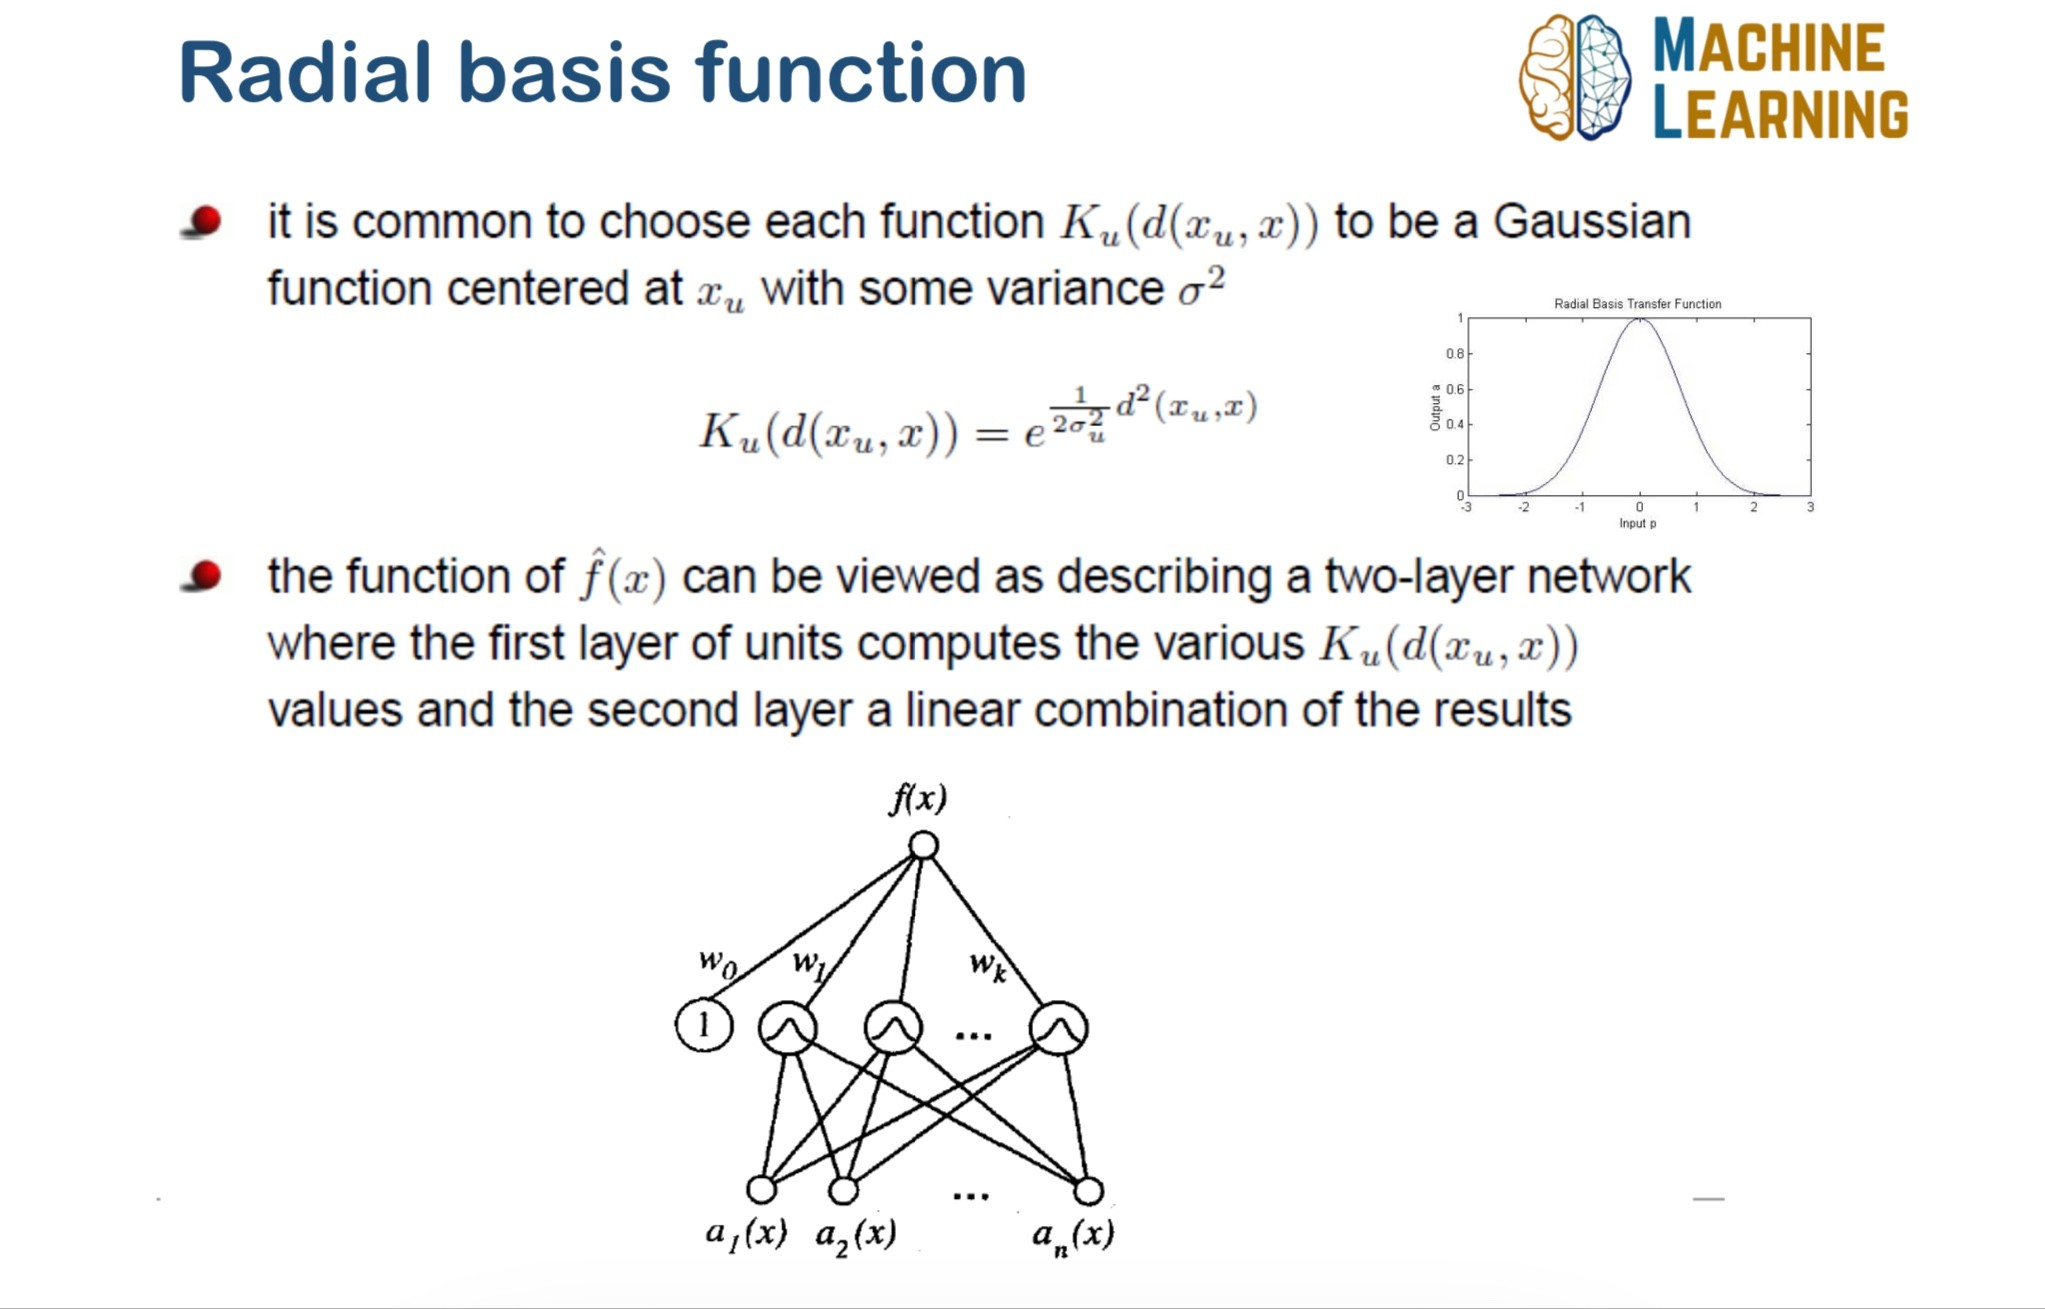 Radial basis function
MACHINE
LEARNING
it is common to choose each function K_u(d(x_u, x)) to be a Gaussian
function centered at x_u with some variance σ²
K_u(d(x_u, x)) = e^{\frac{1}{2σ_u^2} d^2(x_u,x)}
Radial Basis Transfer Function
1
0.8
0.6
0.4
0.2
0
Output a
-3 -2 -1 0 1 2 3
Input p
the function of f̂(x) can be viewed as describing a two-layer network
where the first layer of units computes the various K_u(d(x_u, x))
values and the second layer a linear combination of the results
f(x)
w_0 w_1 w_k
1 ...
...
a_1(x) a_2(x) a_n(x)